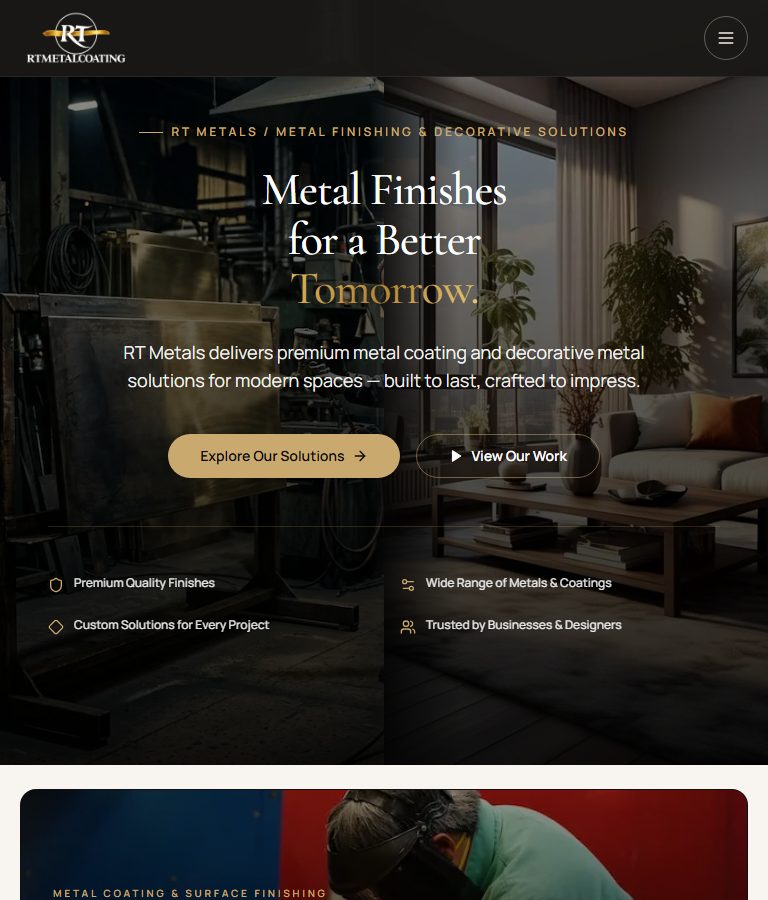 RT
RTMETALCOATING
RT METALS / METAL FINISHING & DECORATIVE SOLUTIONS
Metal Finishes
for a Better
Tomorrow.
RT Metals delivers premium metal coating and decorative metal
solutions for modern spaces — built to last, crafted to impress.
Explore Our Solutions
View Our Work
Premium Quality Finishes
Wide Range of Metals & Coatings
Custom Solutions for Every Project
Trusted by Businesses & Designers
METAL COATING & SURFACE FINISHING